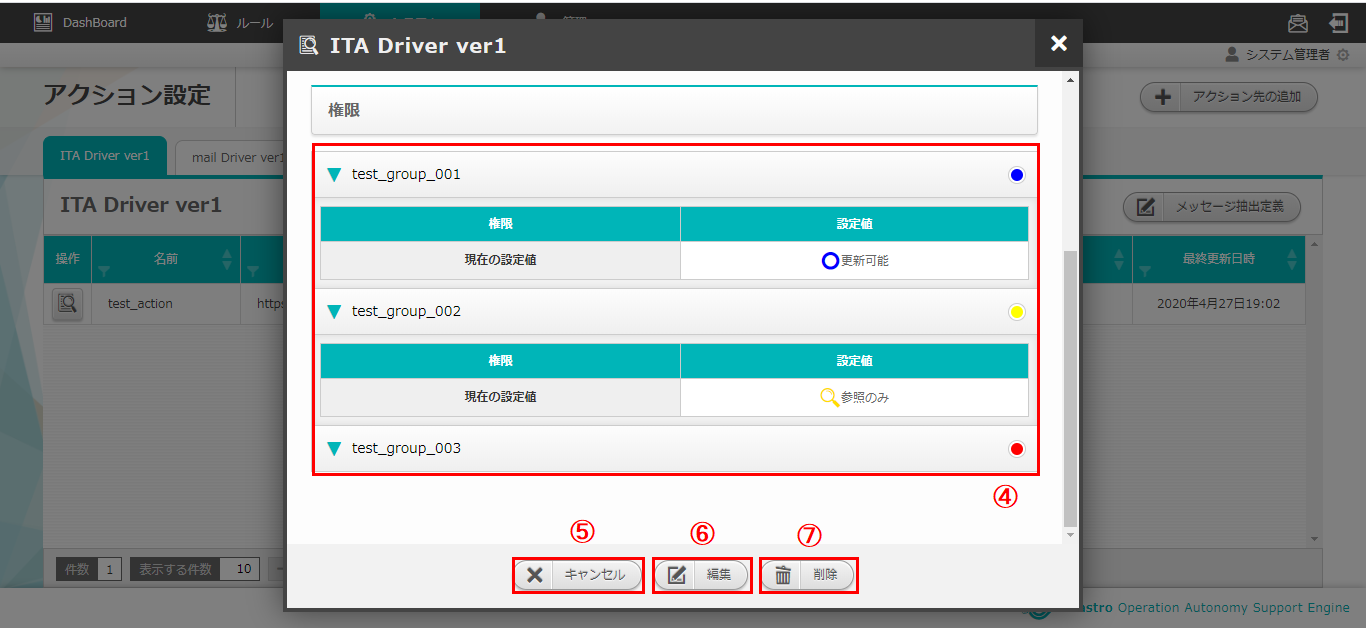 DashBoard
ルール
ITA Driver ver1
システム管理者
アクション設定
アクション先の追加
権限
ITA Driver ver1
mail Driver ver1
test_group_001
ITA Driver ver1
メッセージ抽出定義
権限
設定値
操作
名前
最終更新日時
現在の設定値
更新可能
test_action
2020年4月27日19:02
test_group_002
権限
設定値
現在の設定値
参照のみ
test_group_003
④
⑤
⑥
⑦
件数
1
表示する件数
10
キャンセル
編集
削除
Operation Autonomy Support Engine